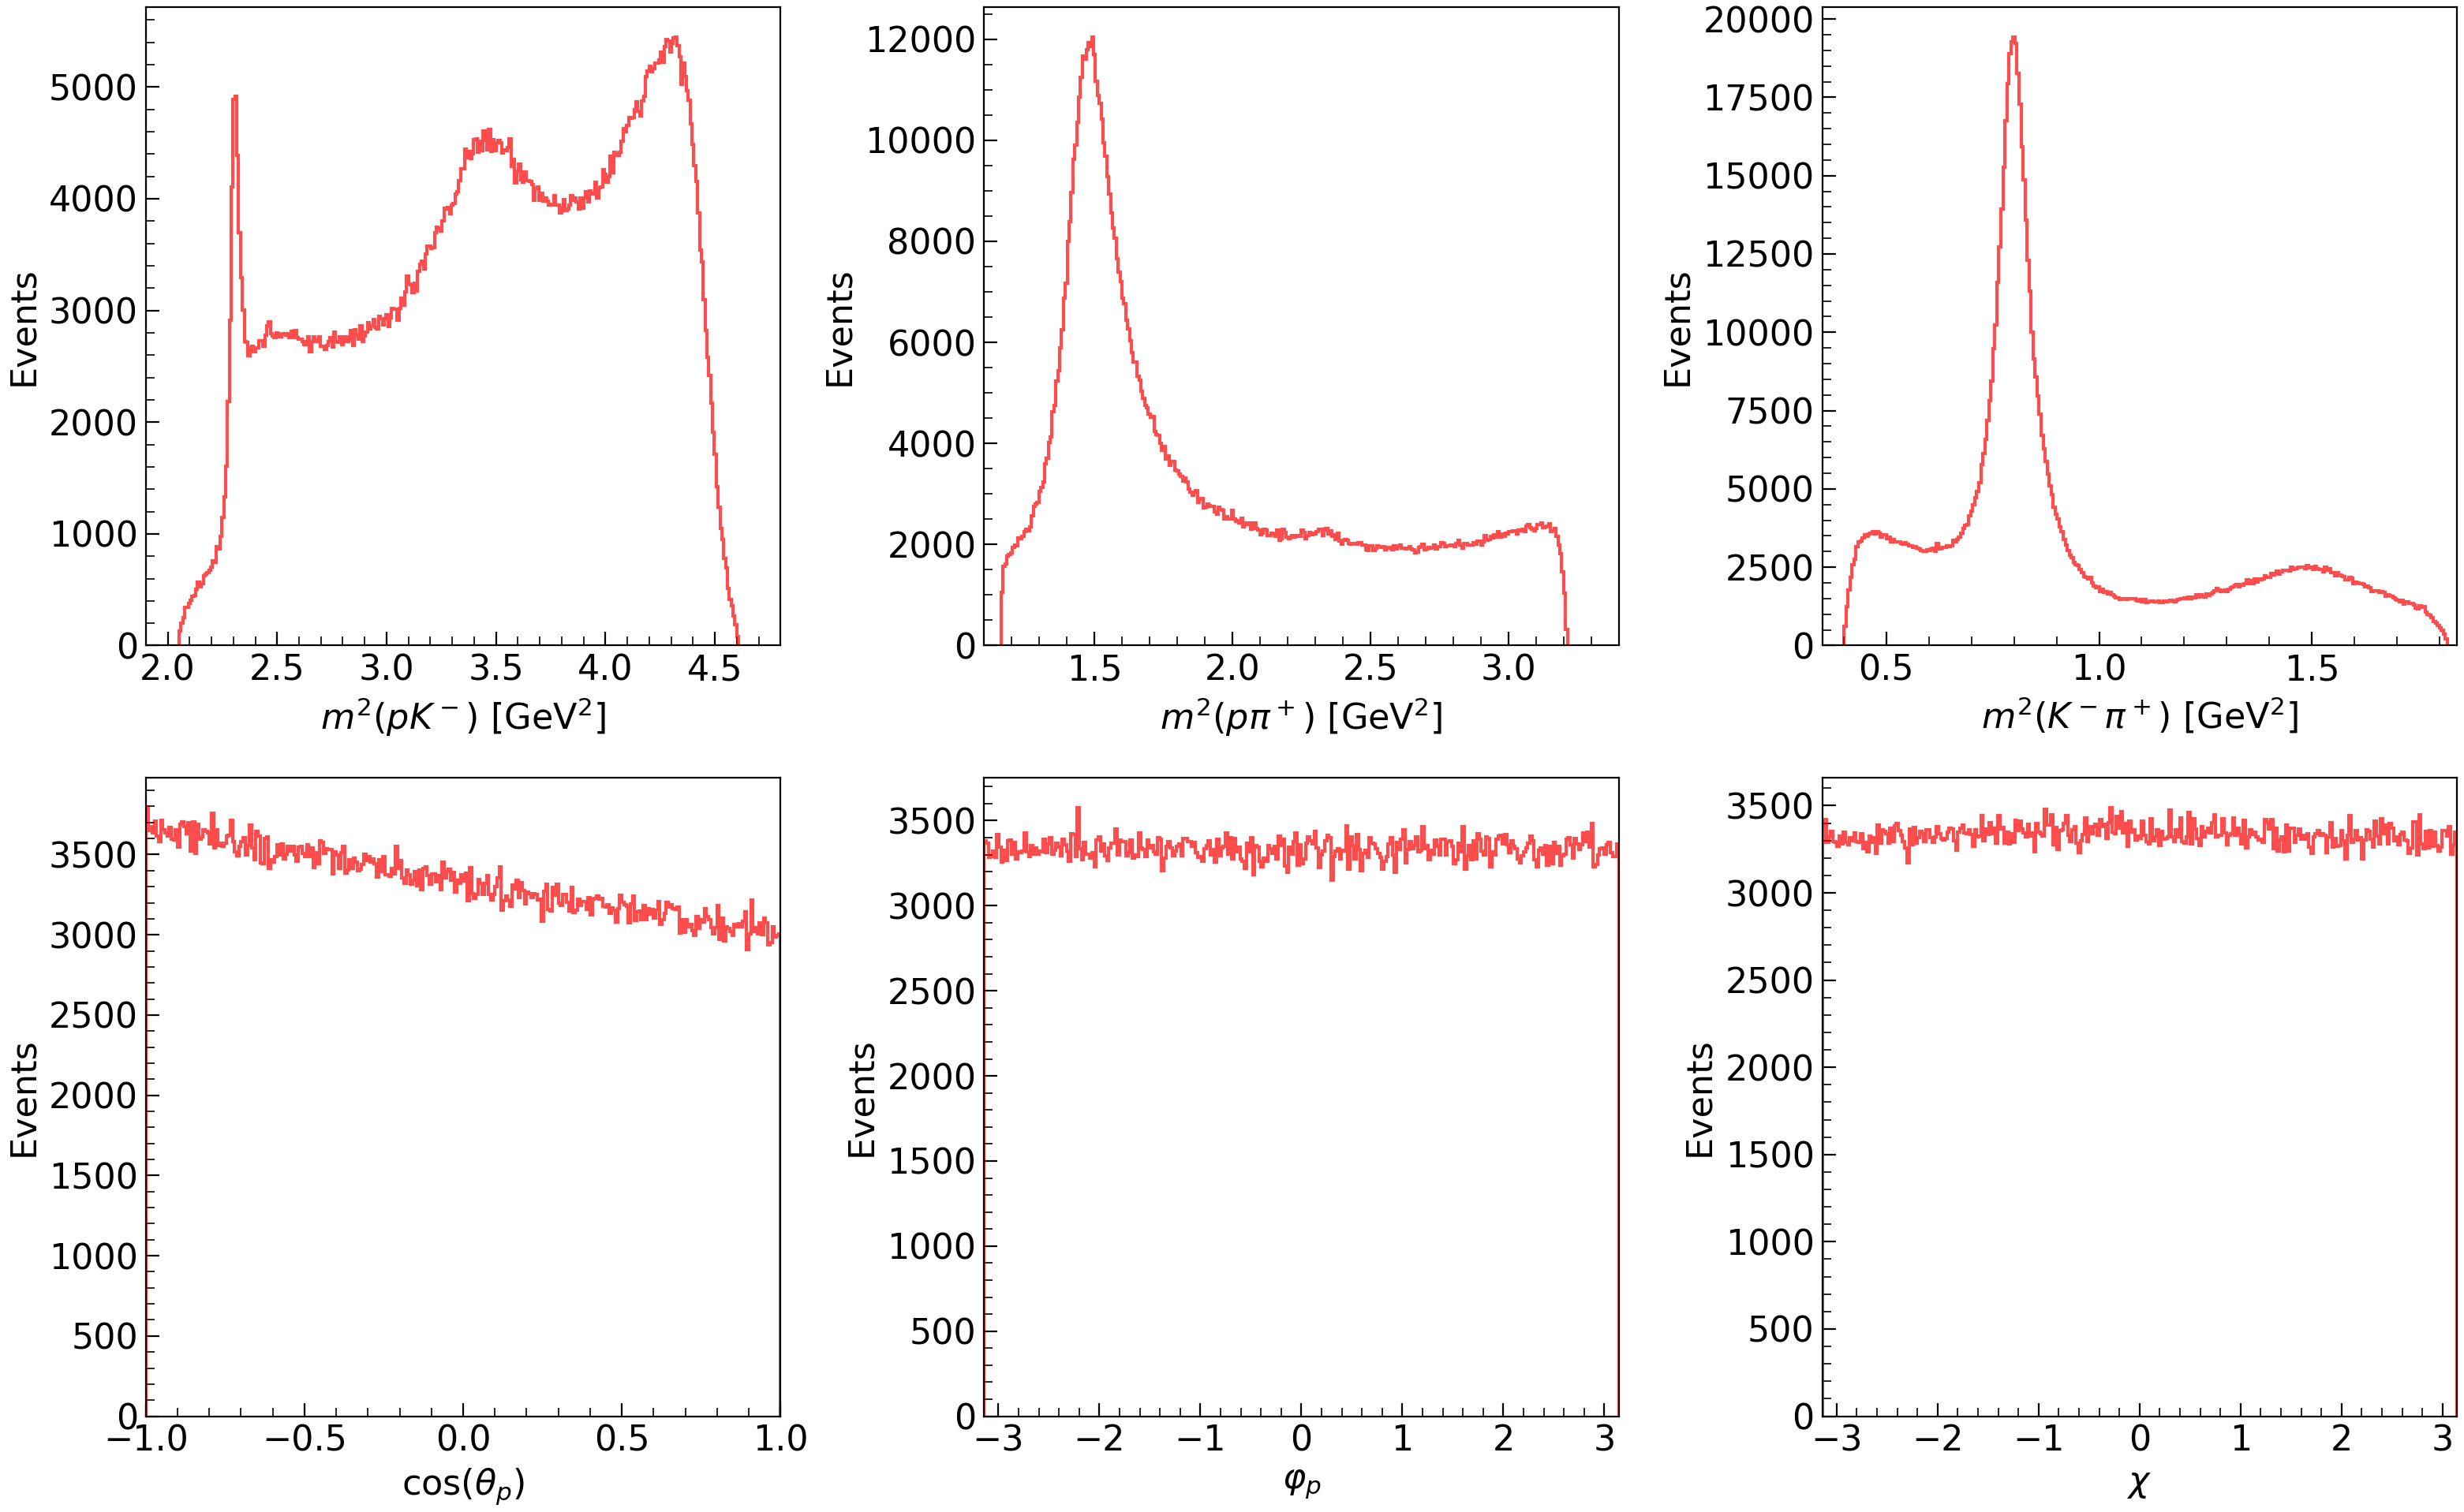 5000
4000
3000
2000
1000
0
Events
2.0 2.5 3.0 3.5 4.0 4.5
m²(pK⁻) [GeV²]
12000
10000
8000
6000
4000
2000
0
Events
1.5 2.0 2.5 3.0
m²(pπ⁺) [GeV²]
20000
17500
15000
12500
10000
7500
5000
2500
0
Events
0.5 1.0 1.5
m²(K⁻π⁺) [GeV²]
3500
3000
2500
2000
1500
1000
500
0
Events
−1.0 −0.5 0.0 0.5 1.0
cos(θₚ)
3500
3000
2500
2000
1500
1000
500
0
Events
−3 −2 −1 0 1 2 3
φₚ
3500
3000
2500
2000
1500
1000
500
0
Events
−3 −2 −1 0 1 2 3
χ